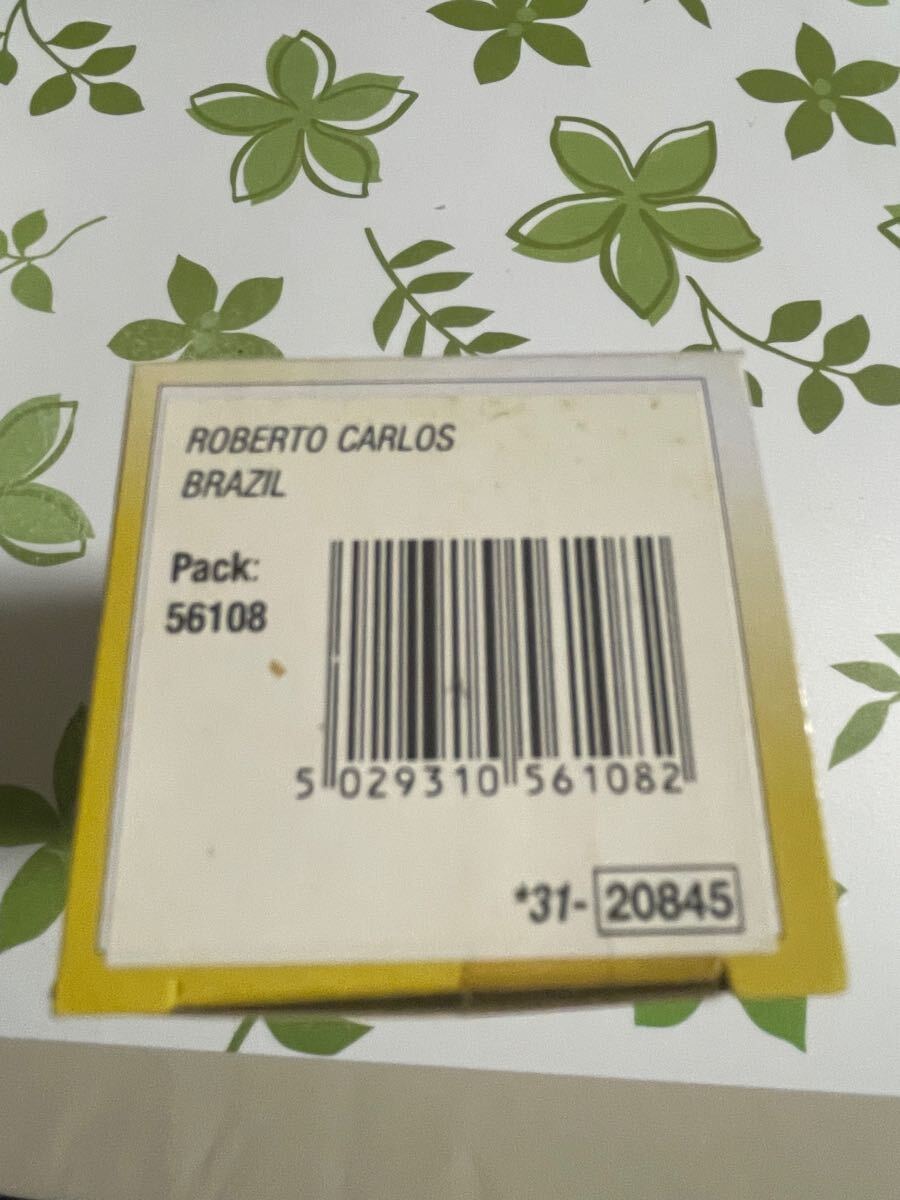 ROBERTO CARLOS
BRAZIL
Pack:
56108
5 029310 561082
*31- 20845